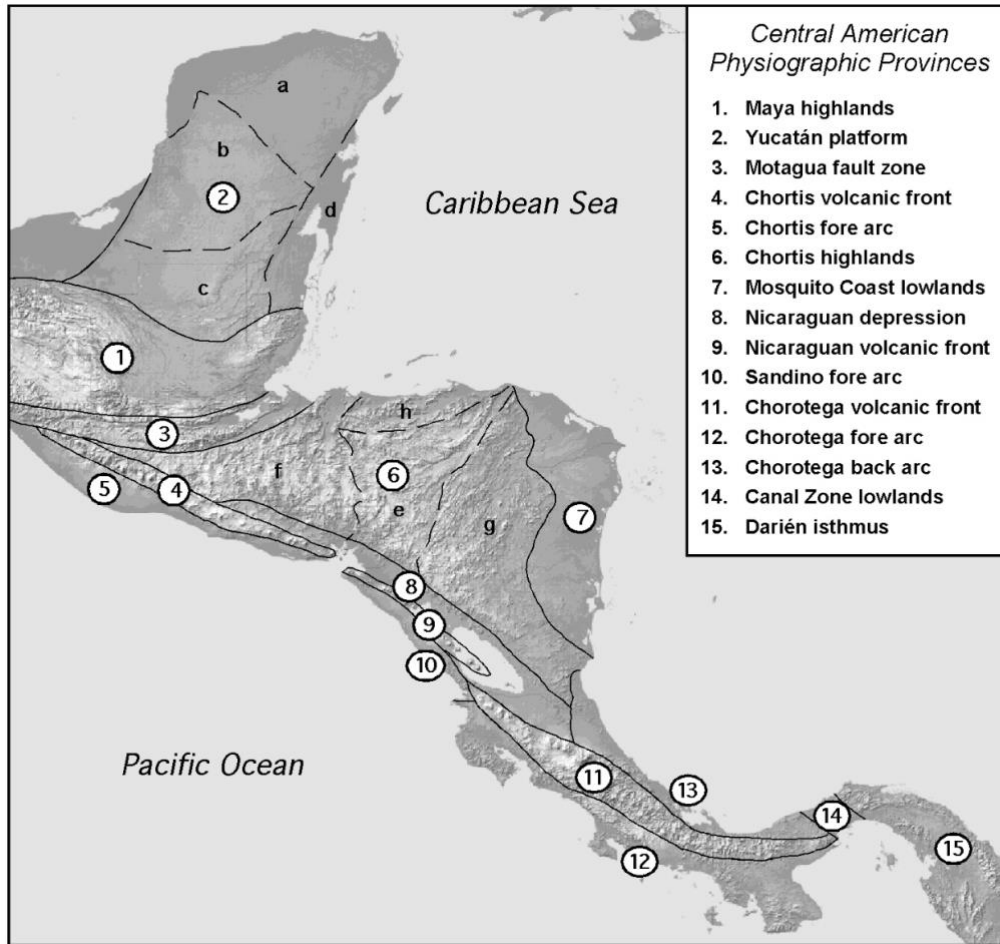 Central American
Physiographic Provinces
1. Maya highlands
2. Yucatán platform
3. Motagua fault zone
4. Chortis volcanic front
5. Chortis fore arc
6. Chortis highlands
7. Mosquito Coast lowlands
8. Nicaraguan depression
9. Nicaraguan volcanic front
10. Sandino fore arc
11. Chorotega volcanic front
12. Chorotega fore arc
13. Chorotega back arc
14. Canal Zone lowlands
15. Darién isthmus
a
b
2
d
Caribbean Sea
c
1
h
3
f
6
5
4
e
g
7
8
9
10
Pacific Ocean
11
13
14
12
15